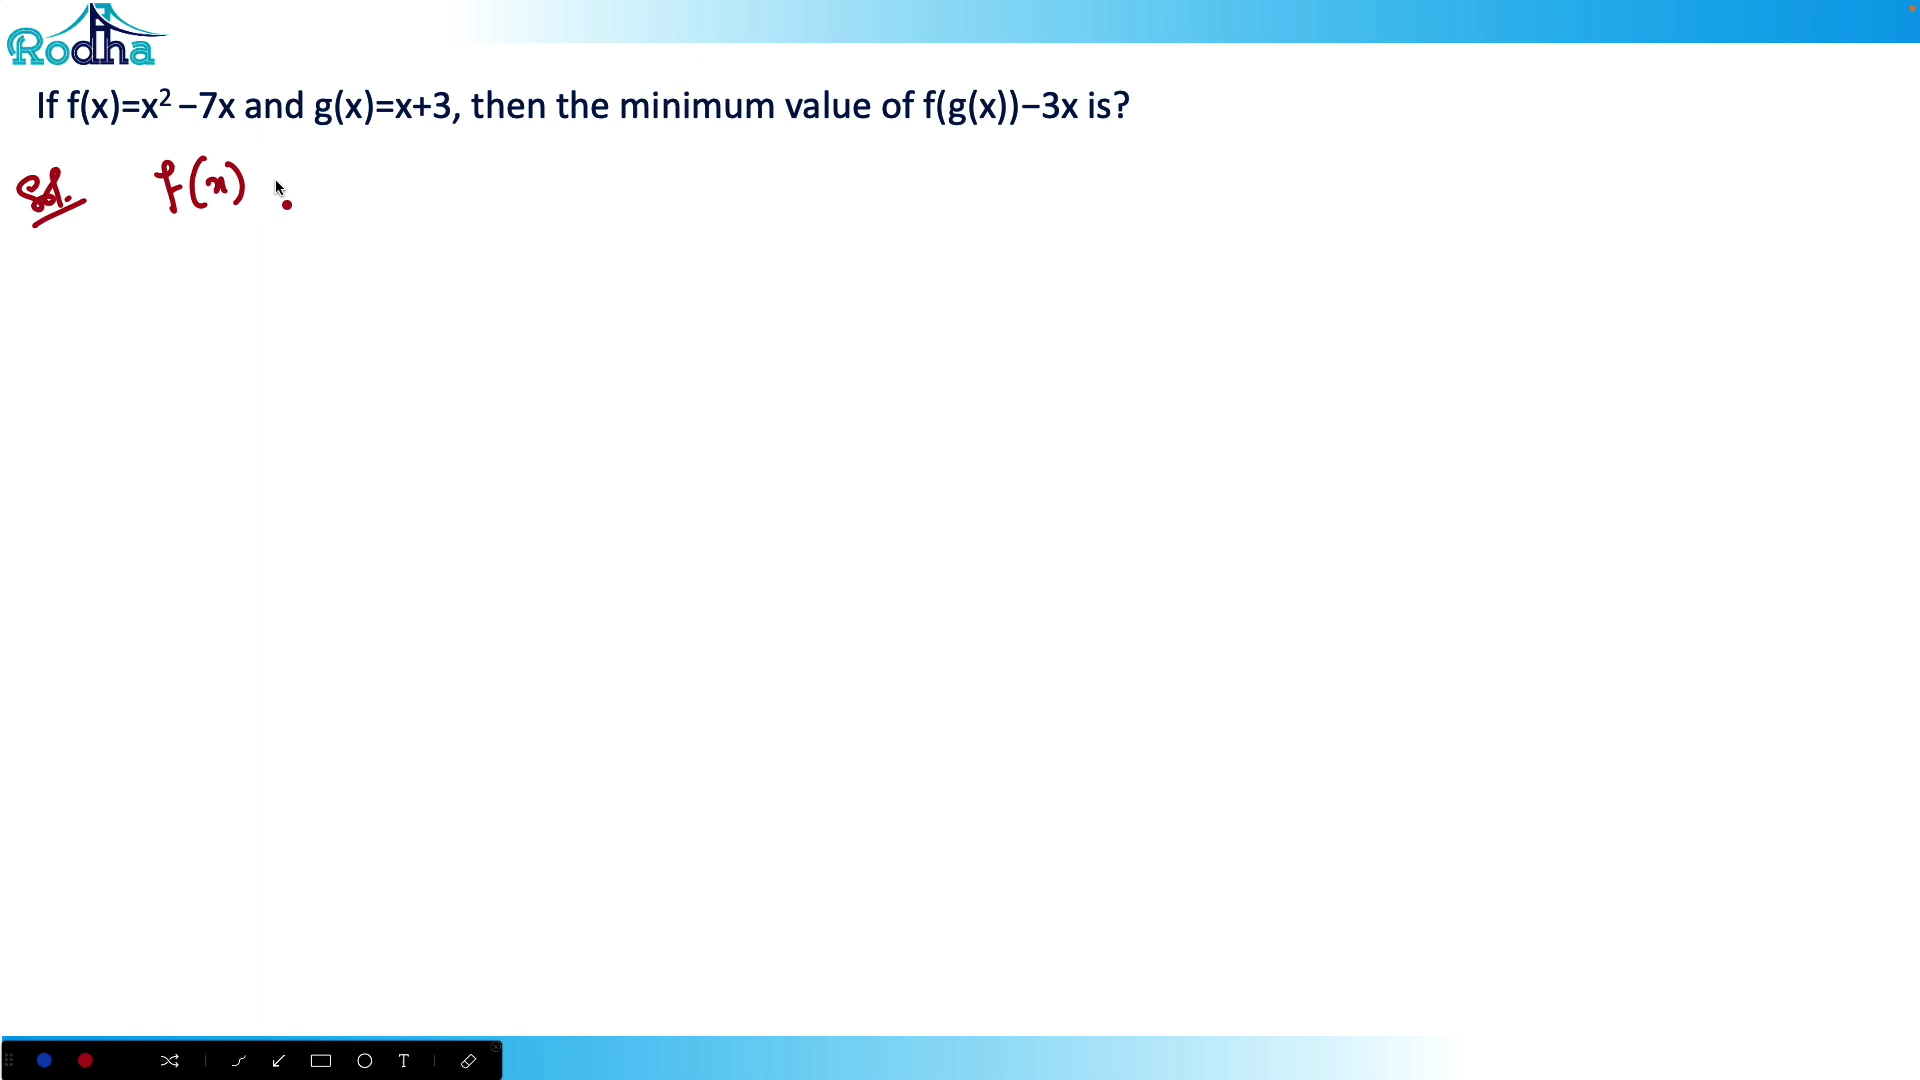 Rodha
If f(x)=x² −7x and g(x)=x+3, then the minimum value of f(g(x))−3x is?
Sol. f(x)
T